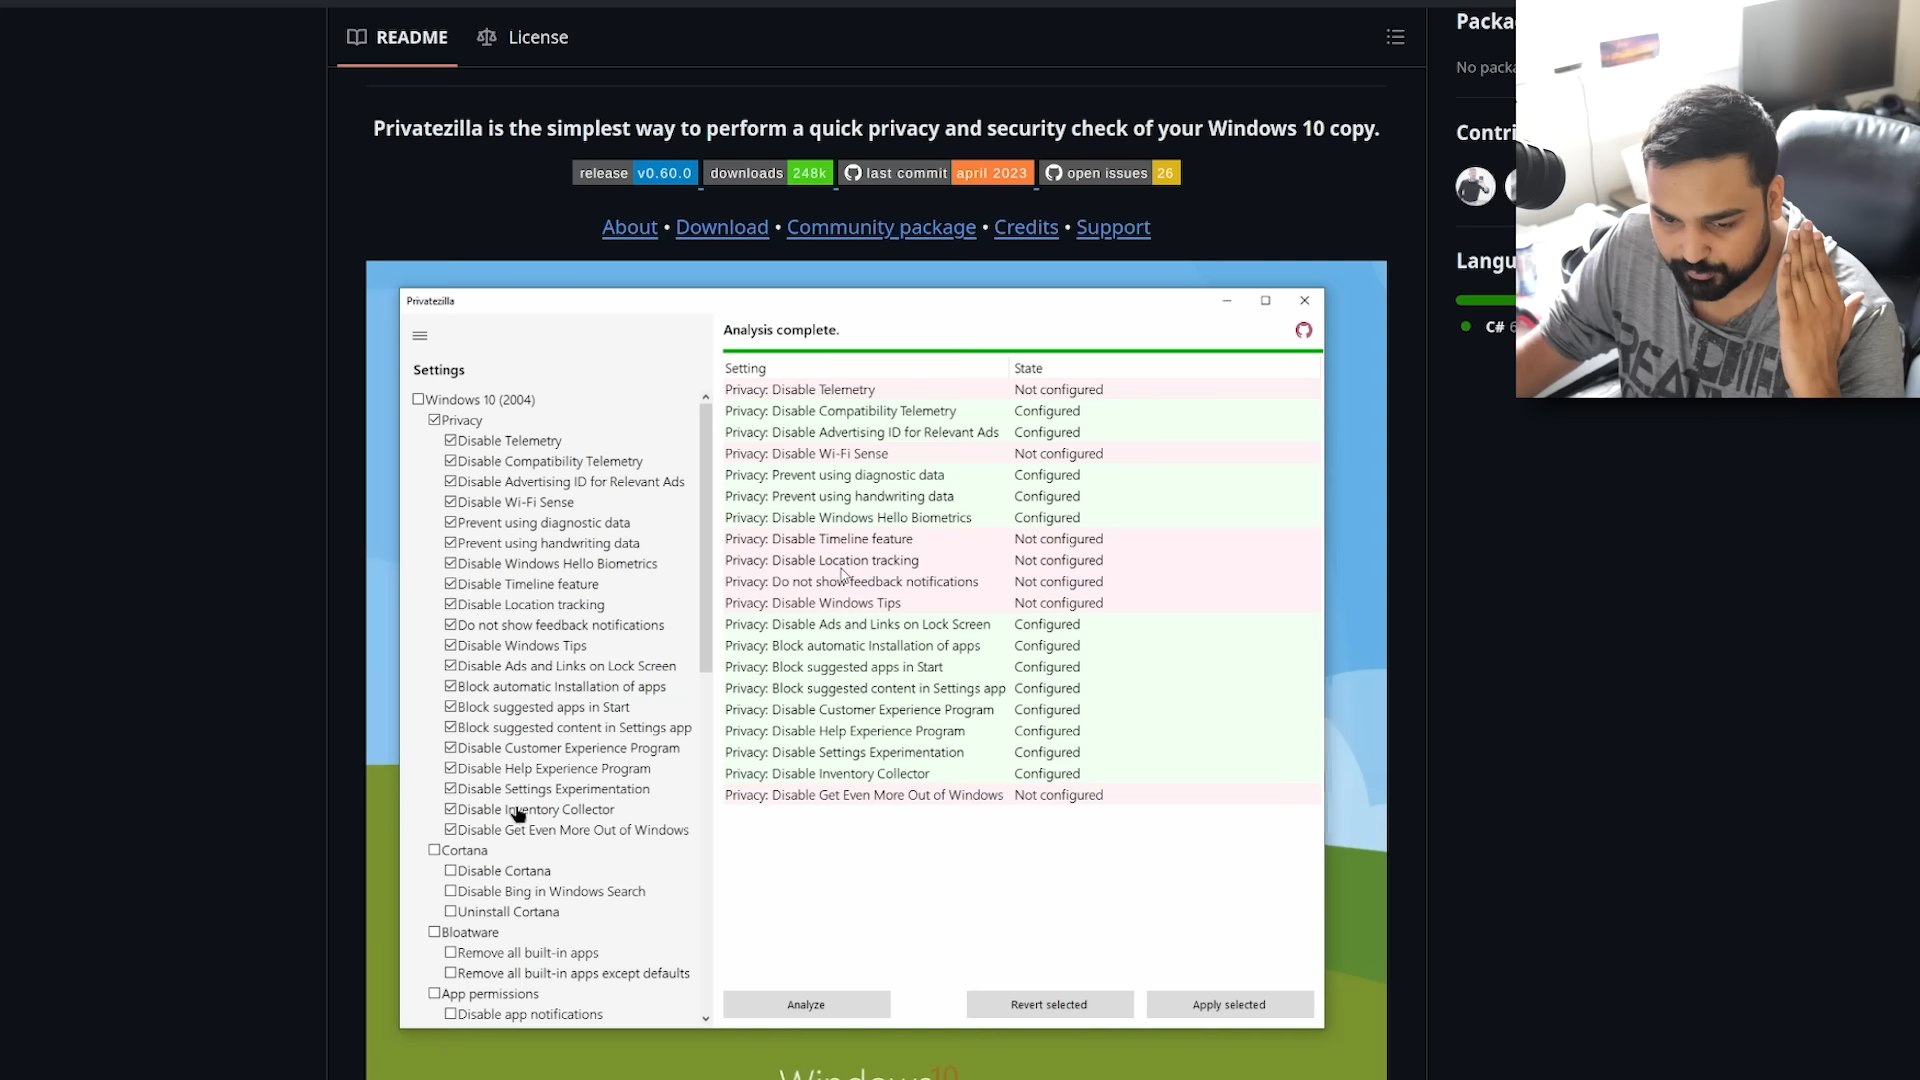 README
License
Packa
No packa
Privatezilla is the simplest way to perform a quick privacy and security check of your Windows 10 copy.
Contri
release v0.60.0 downloads 248k last commit april 2023 open issues 26
About • Download • Community package • Credits • Support
Langu
C# 6
Privatezilla
Analysis complete.
Settings
Windows 10 (2004)
Privacy
Disable Telemetry
Disable Compatibility Telemetry
Disable Advertising ID for Relevant Ads
Disable Wi-Fi Sense
Prevent using diagnostic data
Prevent using handwriting data
Disable Windows Hello Biometrics
Disable Timeline feature
Disable Location tracking
Do not show feedback notifications
Disable Windows Tips
Disable Ads and Links on Lock Screen
Block automatic Installation of apps
Block suggested apps in Start
Block suggested content in Settings app
Disable Customer Experience Program
Disable Help Experience Program
Disable Settings Experimentation
Disable Inventory Collector
Disable Get Even More Out of Windows
Cortana
Disable Cortana
Disable Bing in Windows Search
Uninstall Cortana
Bloatware
Remove all built-in apps
Remove all built-in apps except defaults
App permissions
Disable app notifications
Setting State
Privacy: Disable Telemetry Not configured
Privacy: Disable Compatibility Telemetry Configured
Privacy: Disable Advertising ID for Relevant Ads Configured
Privacy: Disable Wi-Fi Sense Not configured
Privacy: Prevent using diagnostic data Configured
Privacy: Prevent using handwriting data Configured
Privacy: Disable Windows Hello Biometrics Configured
Privacy: Disable Timeline feature Not configured
Privacy: Disable Location tracking Not configured
Privacy: Do not show feedback notifications Not configured
Privacy: Disable Windows Tips Not configured
Privacy: Disable Ads and Links on Lock Screen Configured
Privacy: Block automatic Installation of apps Configured
Privacy: Block suggested apps in Start Configured
Privacy: Block suggested content in Settings app Configured
Privacy: Disable Customer Experience Program Configured
Privacy: Disable Help Experience Program Configured
Privacy: Disable Settings Experimentation Configured
Privacy: Disable Inventory Collector Configured
Privacy: Disable Get Even More Out of Windows Not configured
Analyze
Revert selected
Apply selected
Windows 10